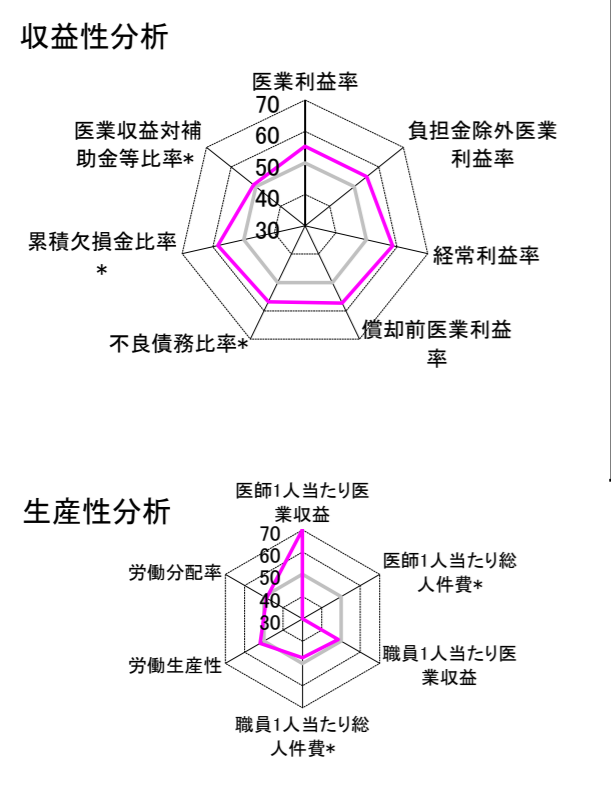 収益性分析
医業利益率
70
60
50
40
30
負担金除外医業
利益率
経常利益率
償却前医業利益
率
不良債務比率*
累積欠損金比率
*
医業収益対補
助金等比率*
生産性分析
医師1人当たり医
業収益
70
60
50
40
30
医師1人当たり総
人件費*
職員1人当たり医
業収益
職員1人当たり総
人件費*
労働生産性
労働分配率